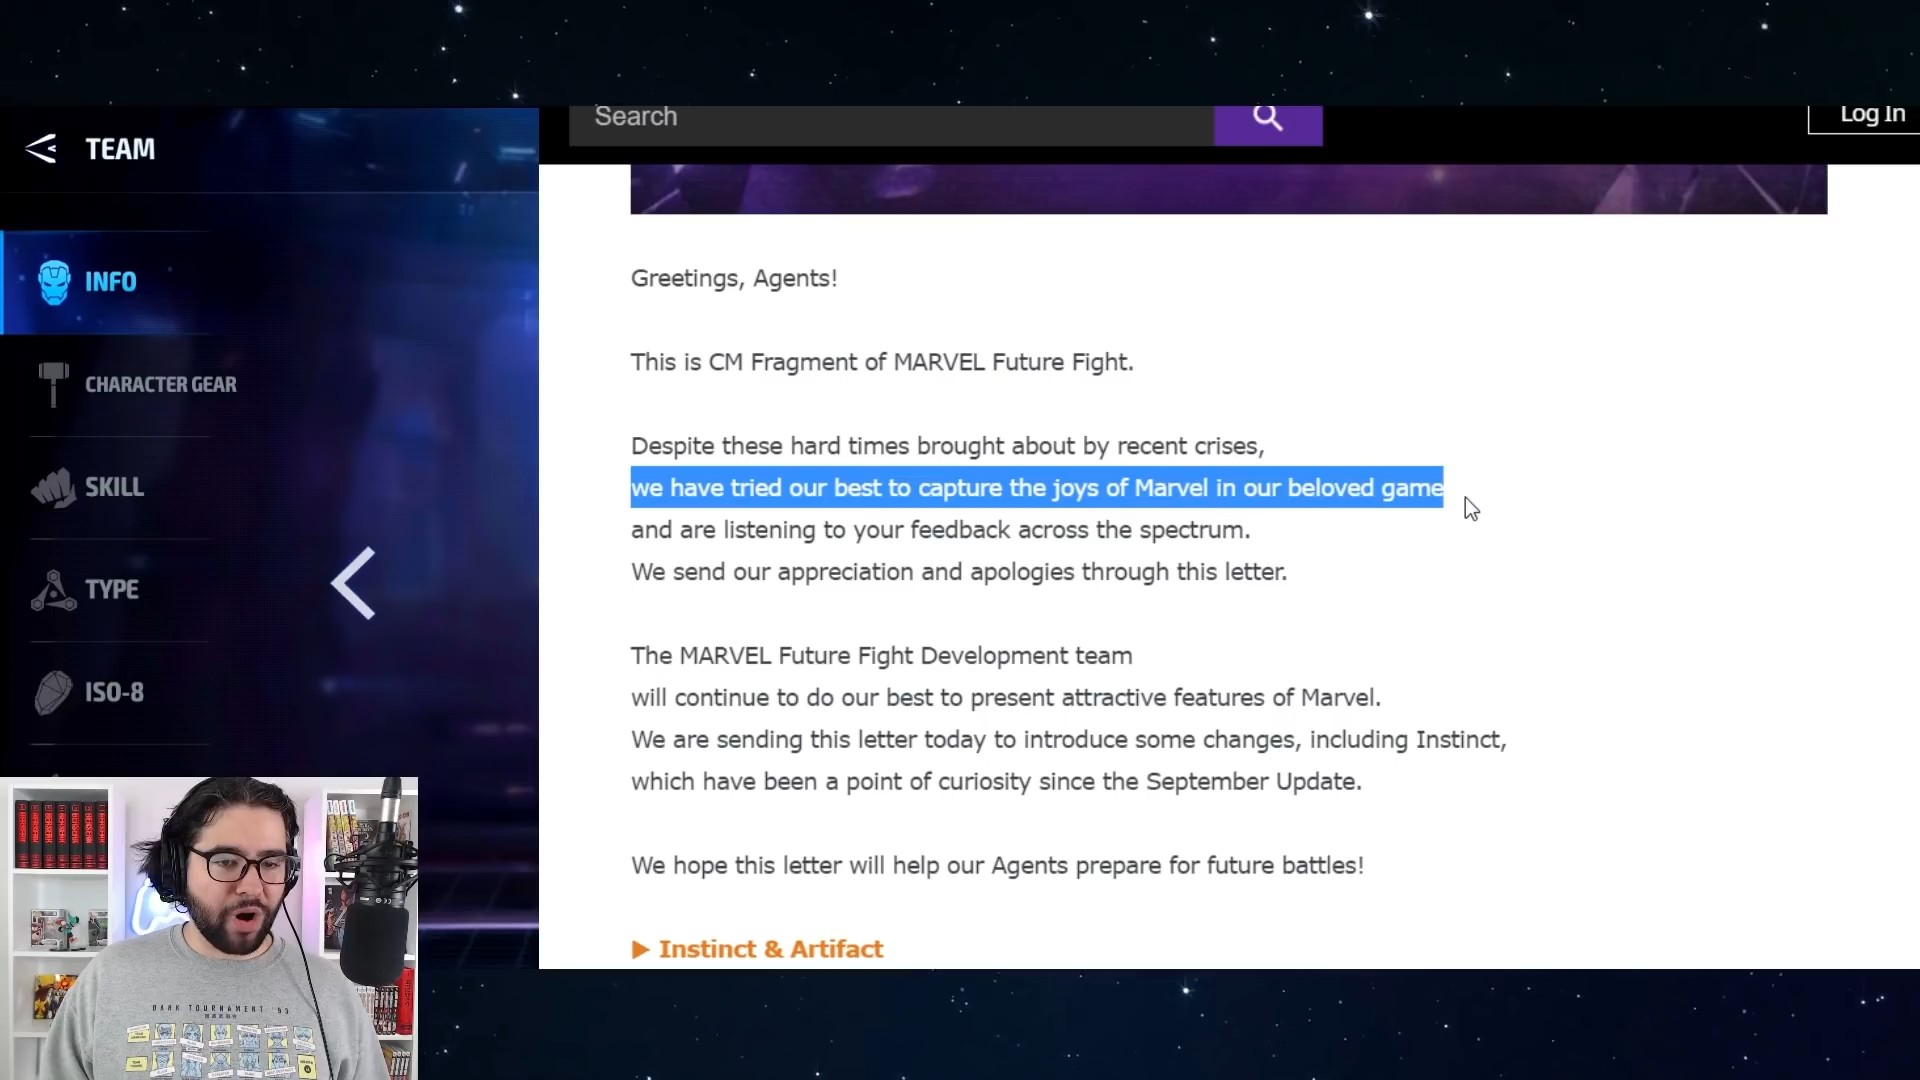 Search
Log In
TEAM
INFO
CHARACTER GEAR
SKILL
TYPE
ISO-8
Greetings, Agents!
This is CM Fragment of MARVEL Future Fight.
Despite these hard times brought about by recent crises,
we have tried our best to capture the joys of Marvel in our beloved game
and are listening to your feedback across the spectrum.
We send our appreciation and apologies through this letter.
The MARVEL Future Fight Development team
will continue to do our best to present attractive features of Marvel.
We are sending this letter today to introduce some changes, including Instinct,
which have been a point of curiosity since the September Update.
We hope this letter will help our Agents prepare for future battles!
▶ Instinct & Artifact
DARK TOURNAMENT '93